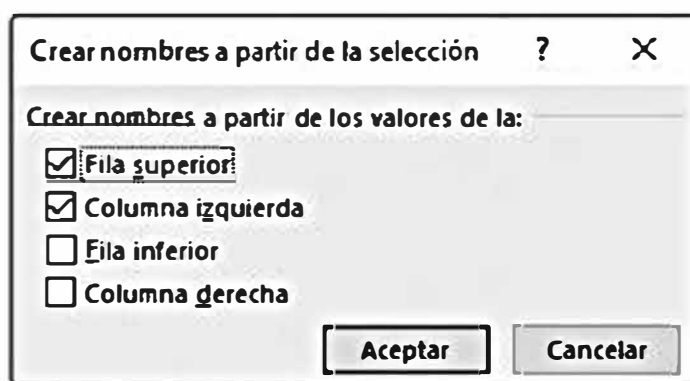 Crear nombres a partir de la selección ? ×
Crear nombres a partir de los valores de la:
Fila superior
Columna izquierda
Fila inferior
Columna derecha
Aceptar Cancelar